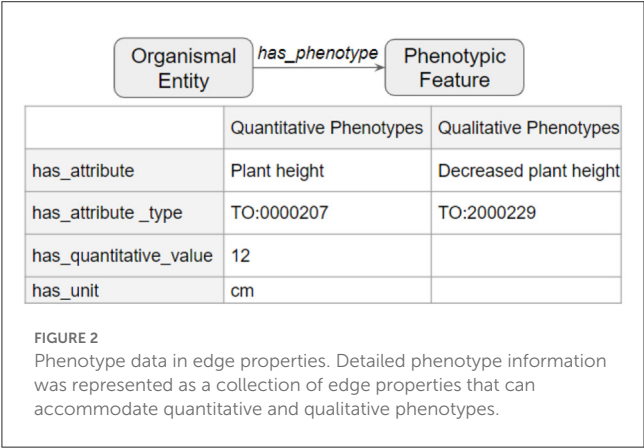 Organismal Entity
has_phenotype
Phenotypic Feature
Quantitative Phenotypes Qualitative Phenotypes
has_attribute Plant height Decreased plant height
has_attribute _type TO:0000207 TO:2000229
has_quantitative_value 12
has_unit cm
FIGURE 2
Phenotype data in edge properties. Detailed phenotype information
was represented as a collection of edge properties that can
accommodate quantitative and qualitative phenotypes.